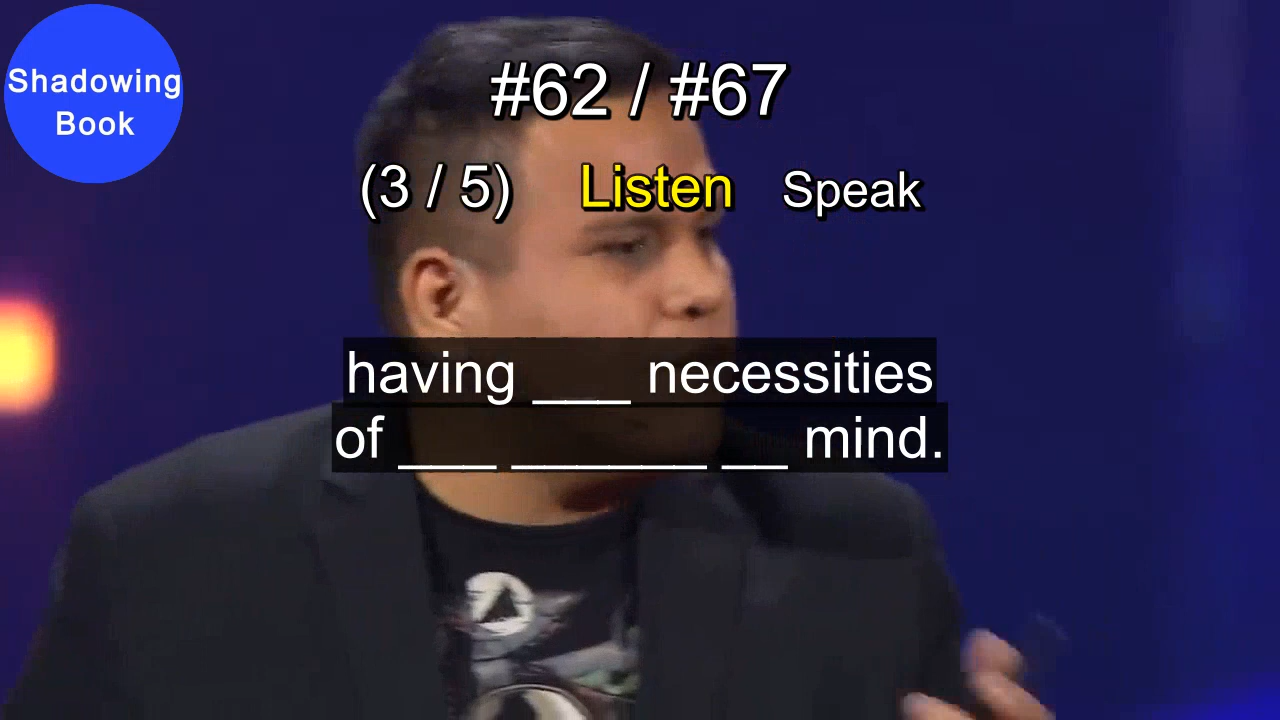 Shadowing
Book
#62 / #67
(3 / 5) Listen Speak
having ___ necessities
of ___ ______ __ mind.